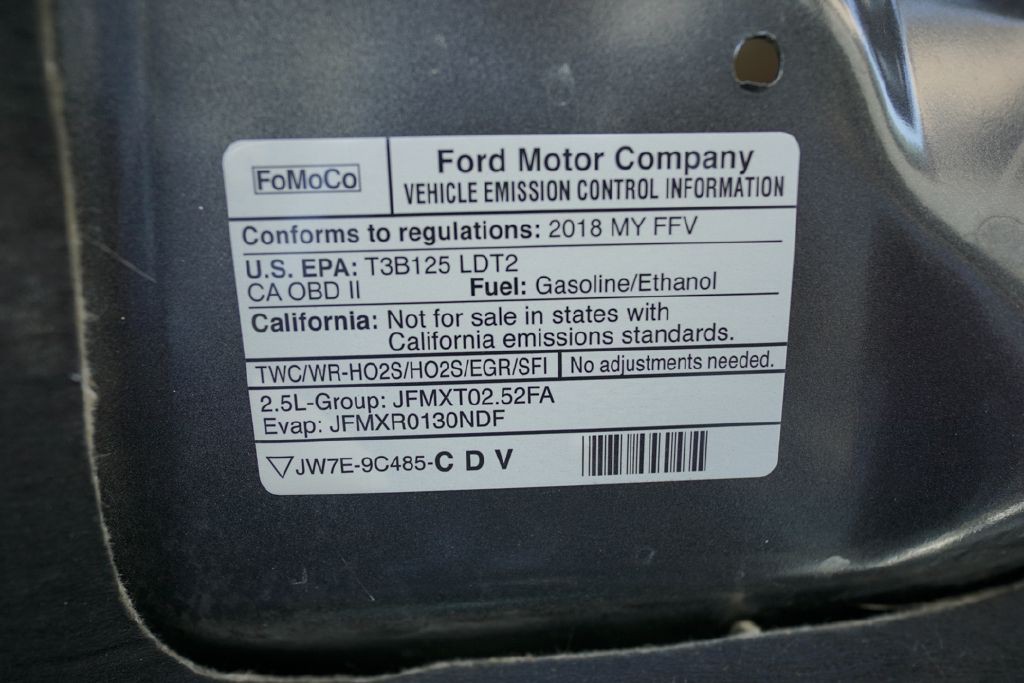 FoMoCo
Ford Motor Company
VEHICLE EMISSION CONTROL INFORMATION
Conforms to regulations: 2018 MY FFV
U.S. EPA: T3B125 LDT2
CA OBD II Fuel: Gasoline/Ethanol
California: Not for sale in states with
California emissions standards.
TWC/WR-HO2S/HO2S/EGR/SFI No adjustments needed.
2.5L-Group: JFMXT02.52FA
Evap: JFMXR0130NDF
▽JW7E-9C485-C D V